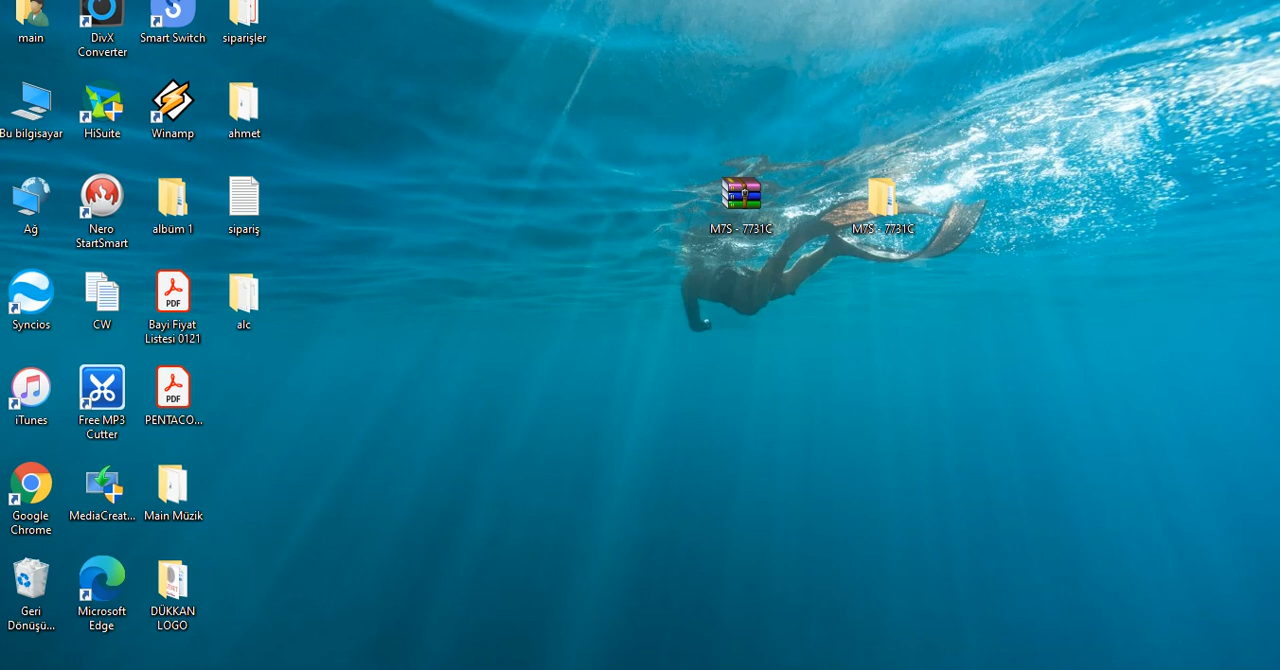 main
DivX
Converter
Smart Switch
siparişler
Bu bilgisayar
HiSuite
Winamp
ahmet
Ağ
Nero
StartSmart
albüm 1
sipariş
M7S - 7731C
M7S - 7731C
Syncios
CW
PDF
Bayi Fiyat
Listesi 0121
alc
iTunes
Free MP3
Cutter
PDF
PENTACO...
Google
Chrome
MediaCreat...
Main Müzik
Geri
Dönüşü...
Microsoft
Edge
DÜKKAN
LOGO